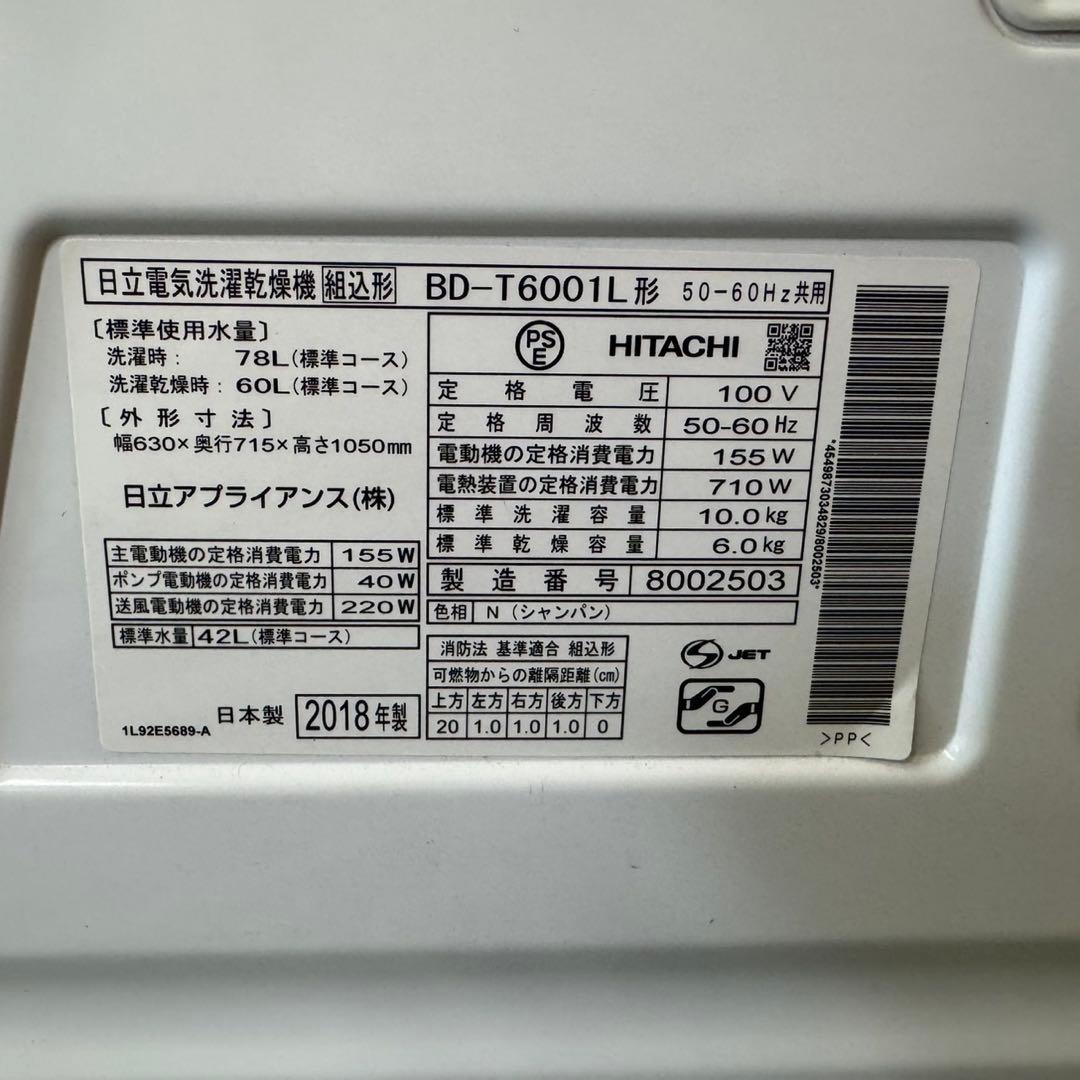 日立電気洗濯乾燥機 組込形 BD-T6001L形 50-60Hz共用
〔標準使用水量〕
洗濯時: 78L(標準コース)
洗濯乾燥時: 60L(標準コース)
〔外形寸法〕
幅630×奥行715×高さ1050mm
日立アプライアンス(株)
主電動機の定格消費電力 155W
ポンプ電動機の定格消費電力 40W
送風電動機の定格消費電力 220W
標準水量 42L(標準コース)
1L92E5689-A
日本製 2018年製
PSE HITACHI
定格電圧 100V
定格周波数 50-60Hz
電動機の定格消費電力 155W
電熱装置の定格消費電力 710W
標準洗濯容量 10.0kg
標準乾燥容量 6.0kg
製造番号 8002503
色相 N(シャンパン)
消防法 基準適合 組込形
可燃物からの離隔距離(cm)
上方 左方 右方 後方 下方
20 1.0 1.0 1.0 0
S JET
G
*4549873034829/8002503*
>PP<